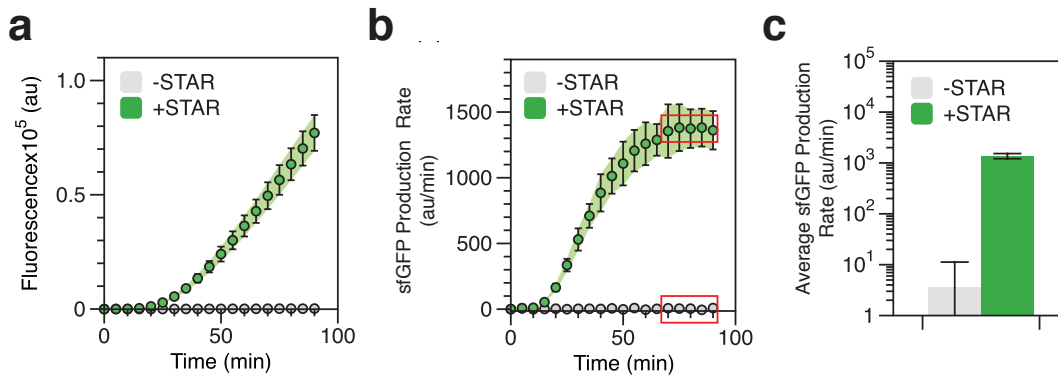 a
Fluorescencex10^5 (au)
1.0
0.5
0
-STAR
+STAR
0
50
100
Time (min)
b
sfGFP Production Rate
(au/min)
1500
1000
500
0
-STAR
+STAR
0
50
100
Time (min)
c
Average sfGFP Production
Rate (au/min)
10^5
10^4
10^3
10^2
10^1
1
-STAR
+STAR